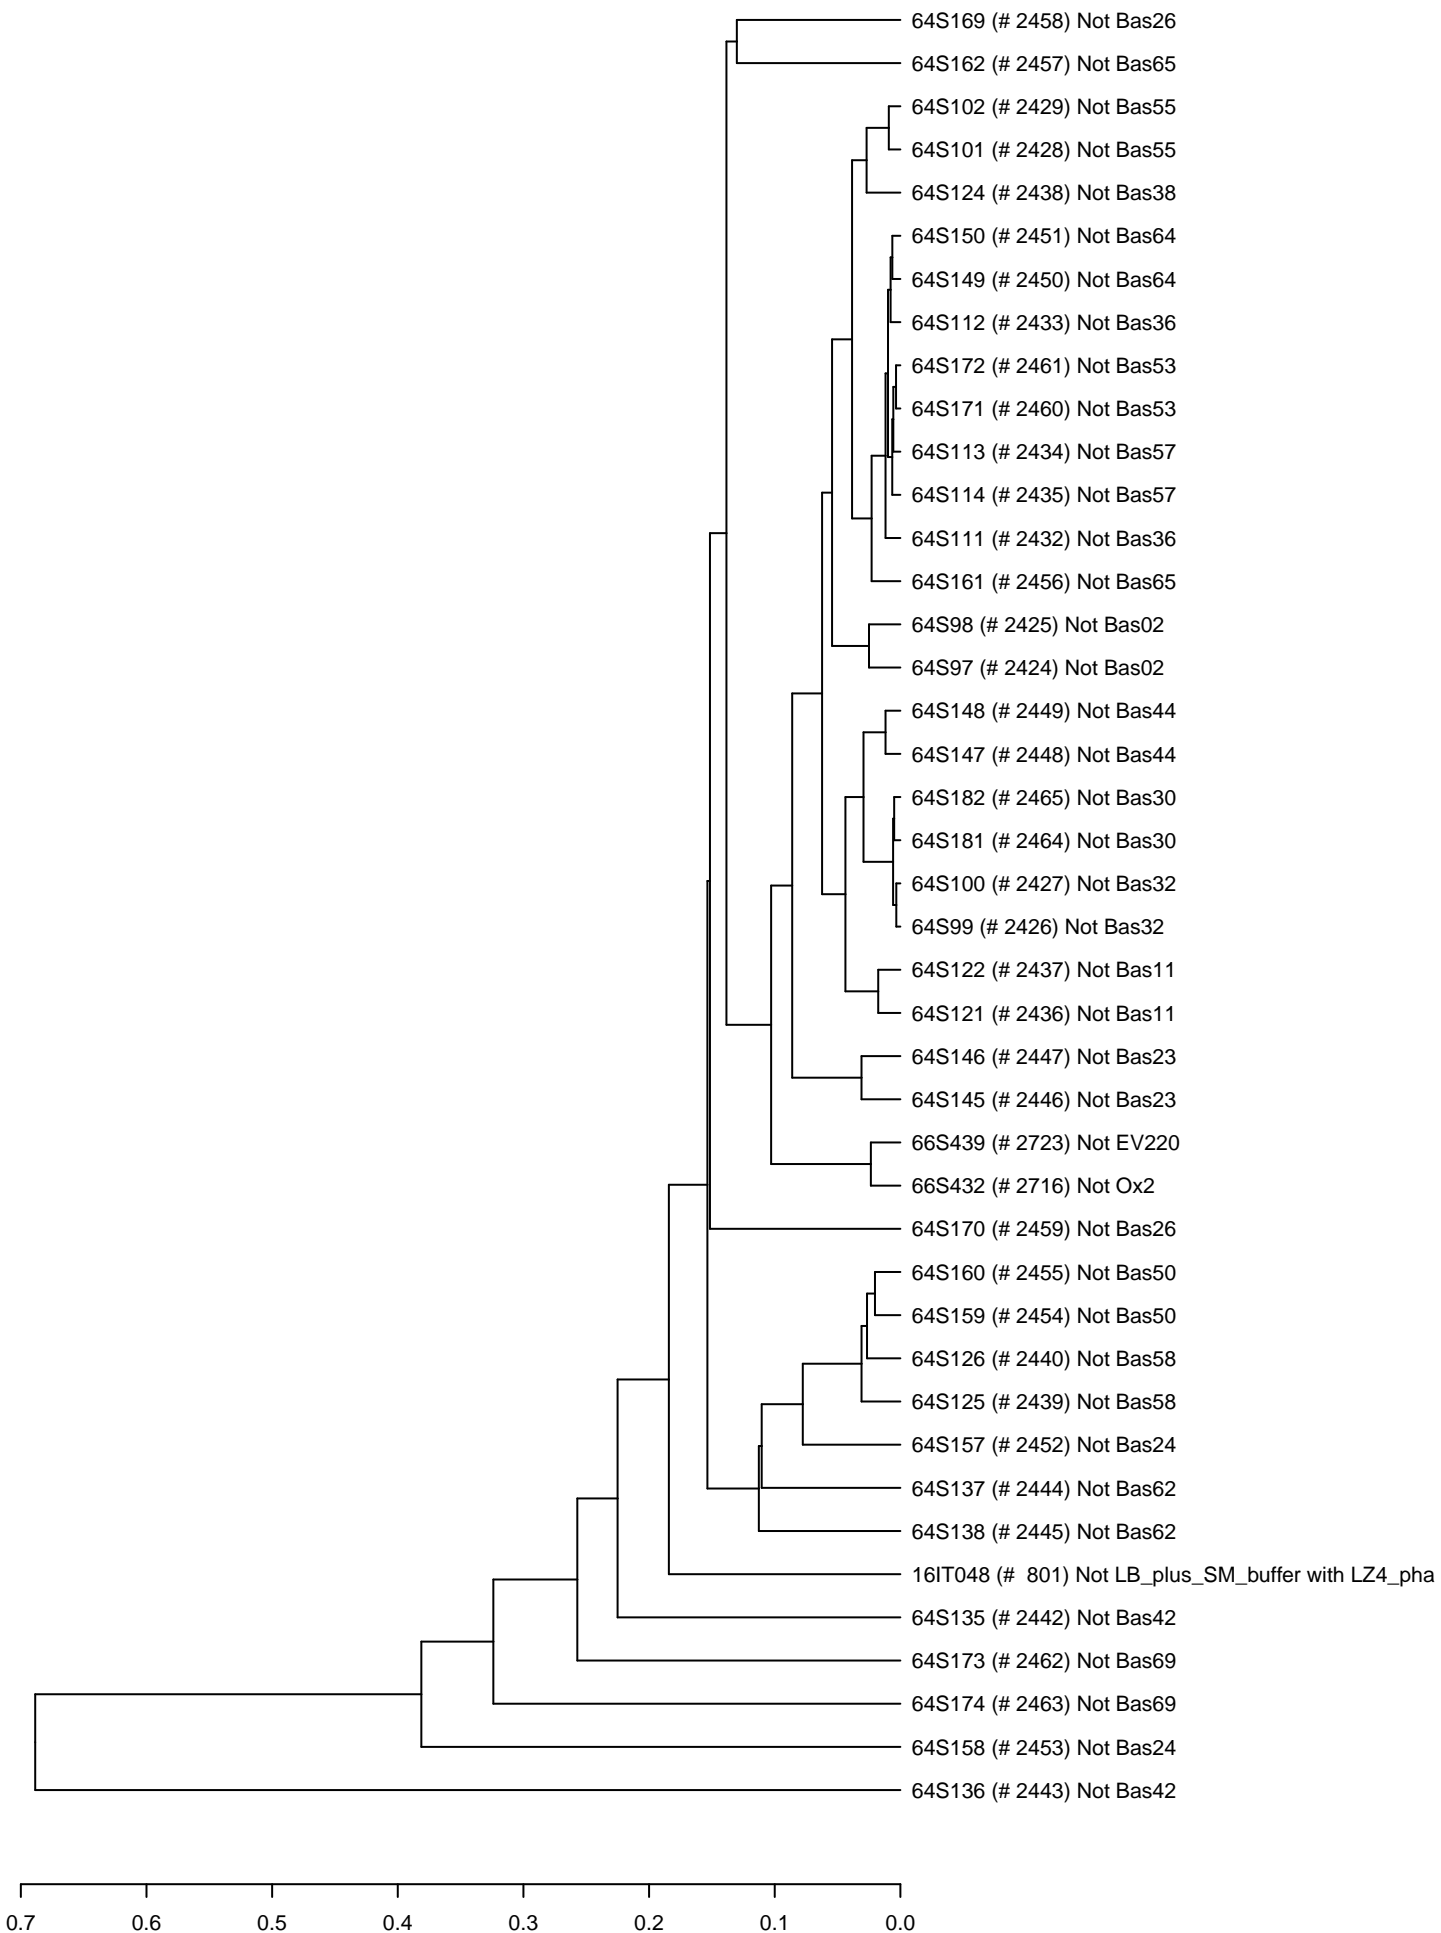 64S169 (# 2458) Not Bas26
64S162 (# 2457) Not Bas65
64S102 (# 2429) Not Bas55
64S101 (# 2428) Not Bas55
64S124 (# 2438) Not Bas38
64S150 (# 2451) Not Bas64
64S149 (# 2450) Not Bas64
64S112 (# 2433) Not Bas36
64S172 (# 2461) Not Bas53
64S171 (# 2460) Not Bas53
64S113 (# 2434) Not Bas57
64S114 (# 2435) Not Bas57
64S111 (# 2432) Not Bas36
64S161 (# 2456) Not Bas65
64S98 (# 2425) Not Bas02
64S97 (# 2424) Not Bas02
64S148 (# 2449) Not Bas44
64S147 (# 2448) Not Bas44
64S182 (# 2465) Not Bas30
64S181 (# 2464) Not Bas30
64S100 (# 2427) Not Bas32
64S99 (# 2426) Not Bas32
64S122 (# 2437) Not Bas11
64S121 (# 2436) Not Bas11
64S146 (# 2447) Not Bas23
64S145 (# 2446) Not Bas23
66S439 (# 2723) Not EV220
66S432 (# 2716) Not Ox2
64S170 (# 2459) Not Bas26
64S160 (# 2455) Not Bas50
64S159 (# 2454) Not Bas50
64S126 (# 2440) Not Bas58
64S125 (# 2439) Not Bas58
64S157 (# 2452) Not Bas24
64S137 (# 2444) Not Bas62
64S138 (# 2445) Not Bas62
16IT048 (#  801) Not LB_plus_SM_buffer with LZ4_pha
64S135 (# 2442) Not Bas42
64S173 (# 2462) Not Bas69
64S174 (# 2463) Not Bas69
64S158 (# 2453) Not Bas24
64S136 (# 2443) Not Bas42
0.7 0.6 0.5 0.4 0.3 0.2 0.1 0.0